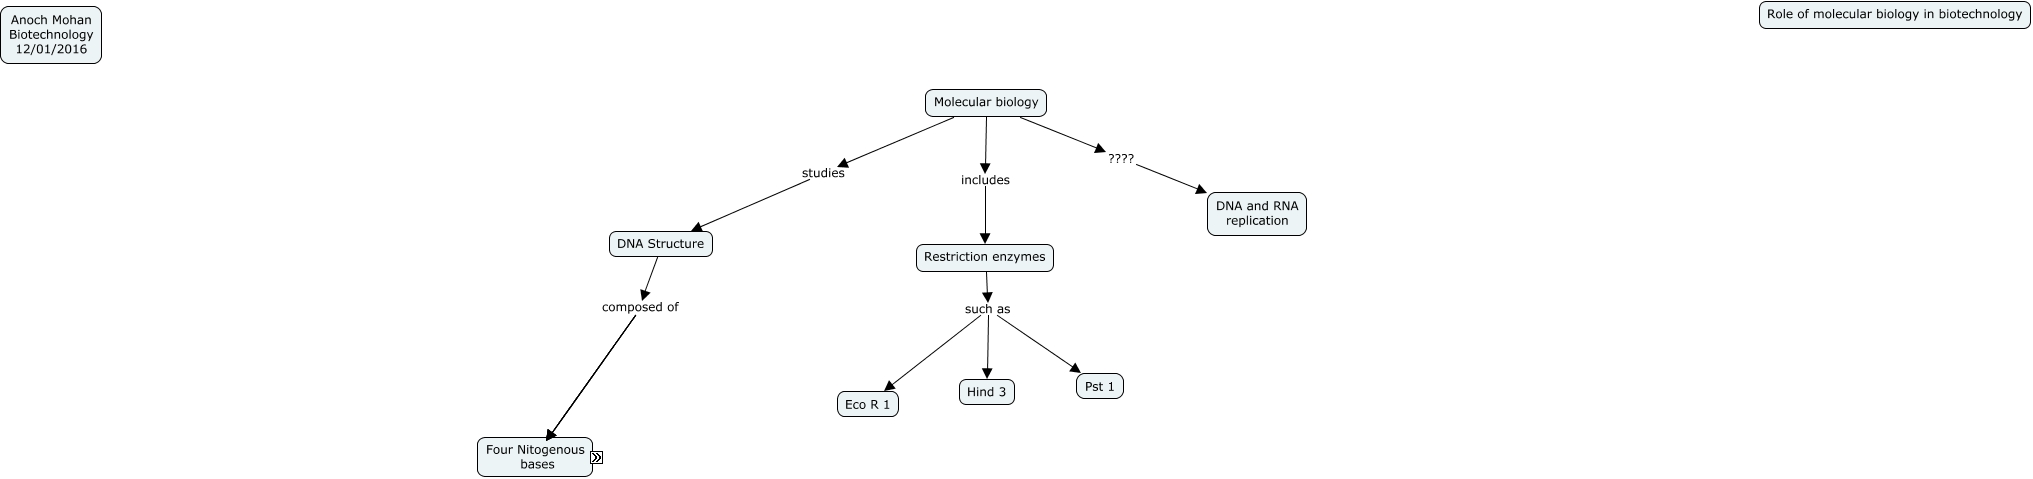 Anoch Mohan
Biotechnology
12/01/2016
Role of molecular biology in biotechnology
Molecular biology
studies
includes
????
DNA and RNA
replication
DNA Structure
Restriction enzymes
composed of
such as
Eco R 1
Hind 3
Pst 1
Four Nitogenous
bases